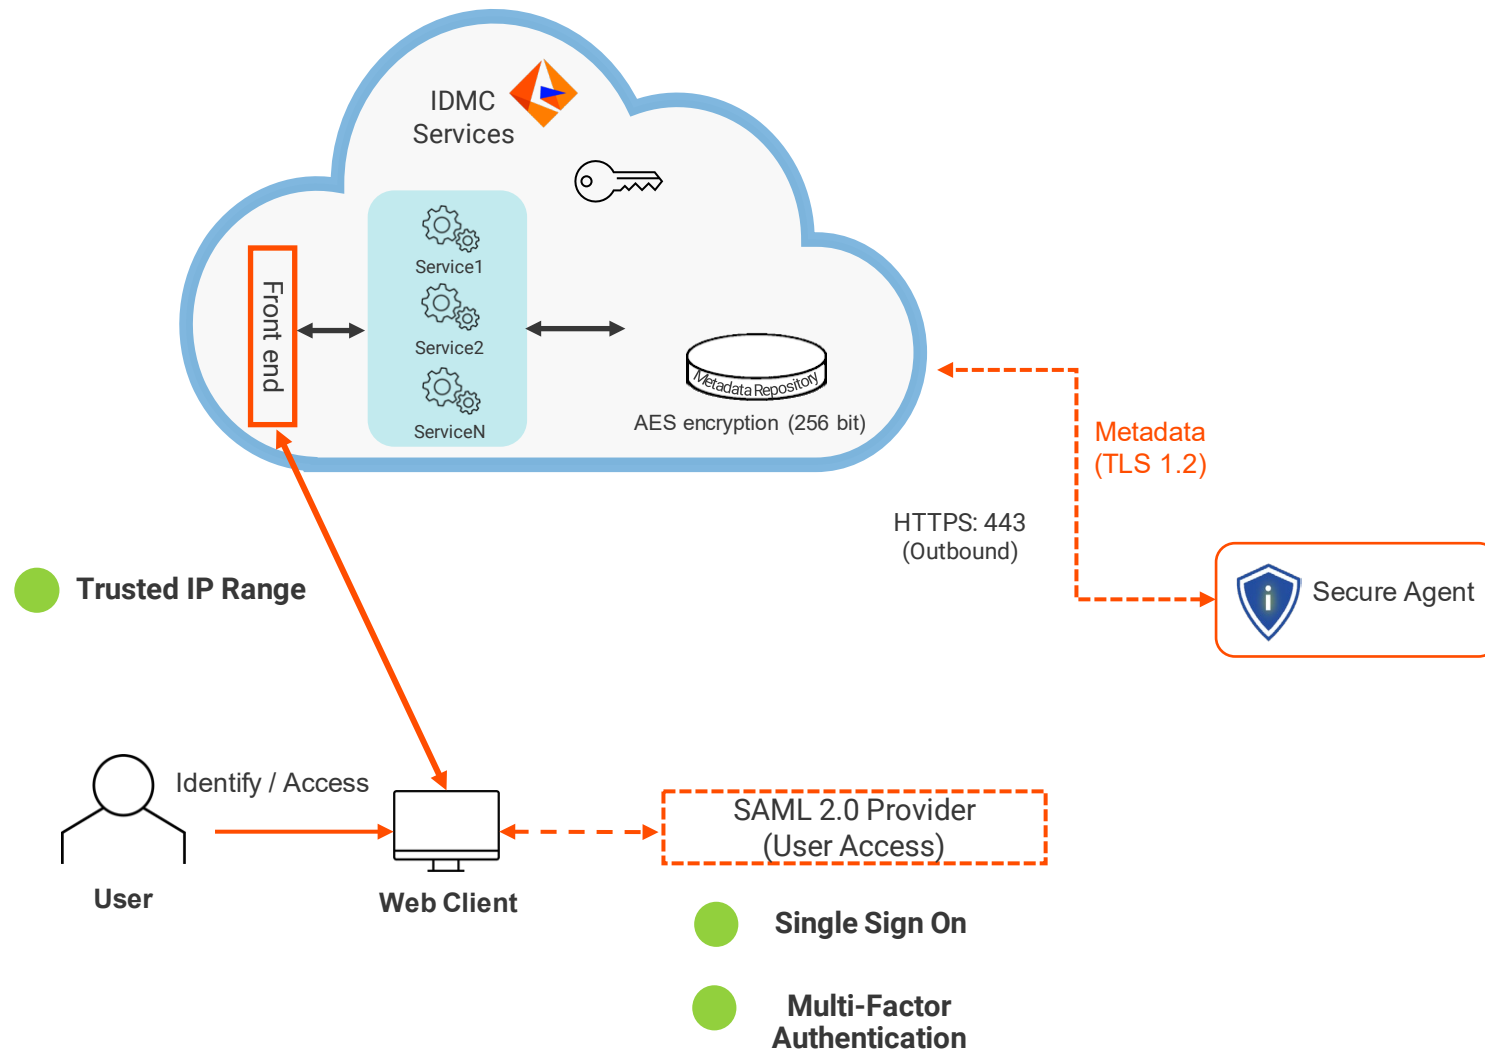 IDMC
Services
Service1
Service2
ServiceN
Front end
Metadata Repository
AES encryption (256 bit)
Metadata
(TLS 1.2)
HTTPS: 443
(Outbound)
i
Secure Agent
Trusted IP Range
Identify / Access
User
Web Client
SAML 2.0 Provider
(User Access)
Single Sign On
Multi-Factor
Authentication